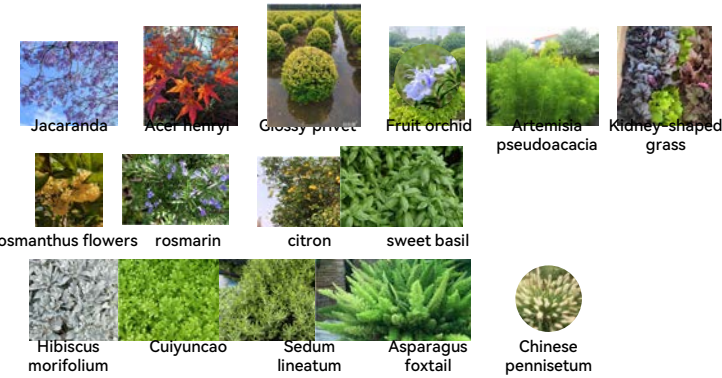 Jacaranda
Acer henryi
Glossy privet
Fruit orchid
Artemisia
pseudoacacia
Kidney-shaped
grass
osmanthus flowers
rosmarin
citron
sweet basil
Hibiscus
morifolium
Cuiyuncao
Sedum
lineatum
Asparagus
foxtail
Chinese
pennisetum